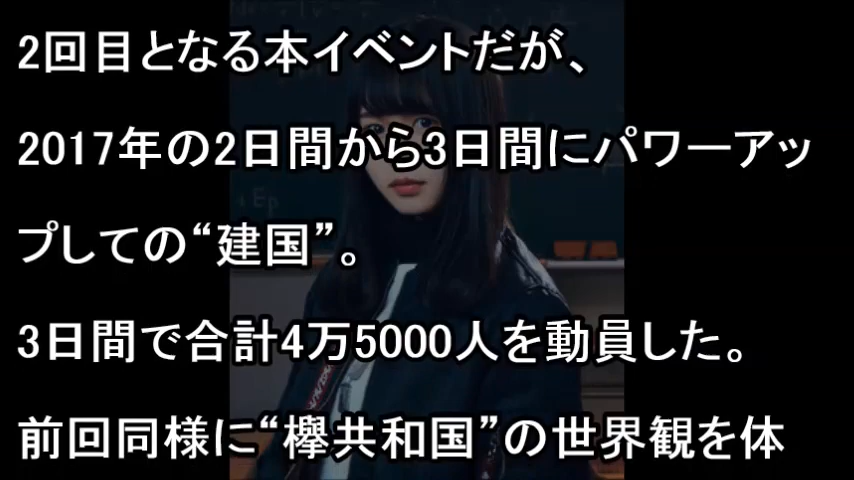 2回目となる本イベントだが、
2017年の2日間から3日間にパワーアッ
プしての“建国”。
3日間で合計4万5000人を動員した。
前回同様に“欅共和国”の世界観を体